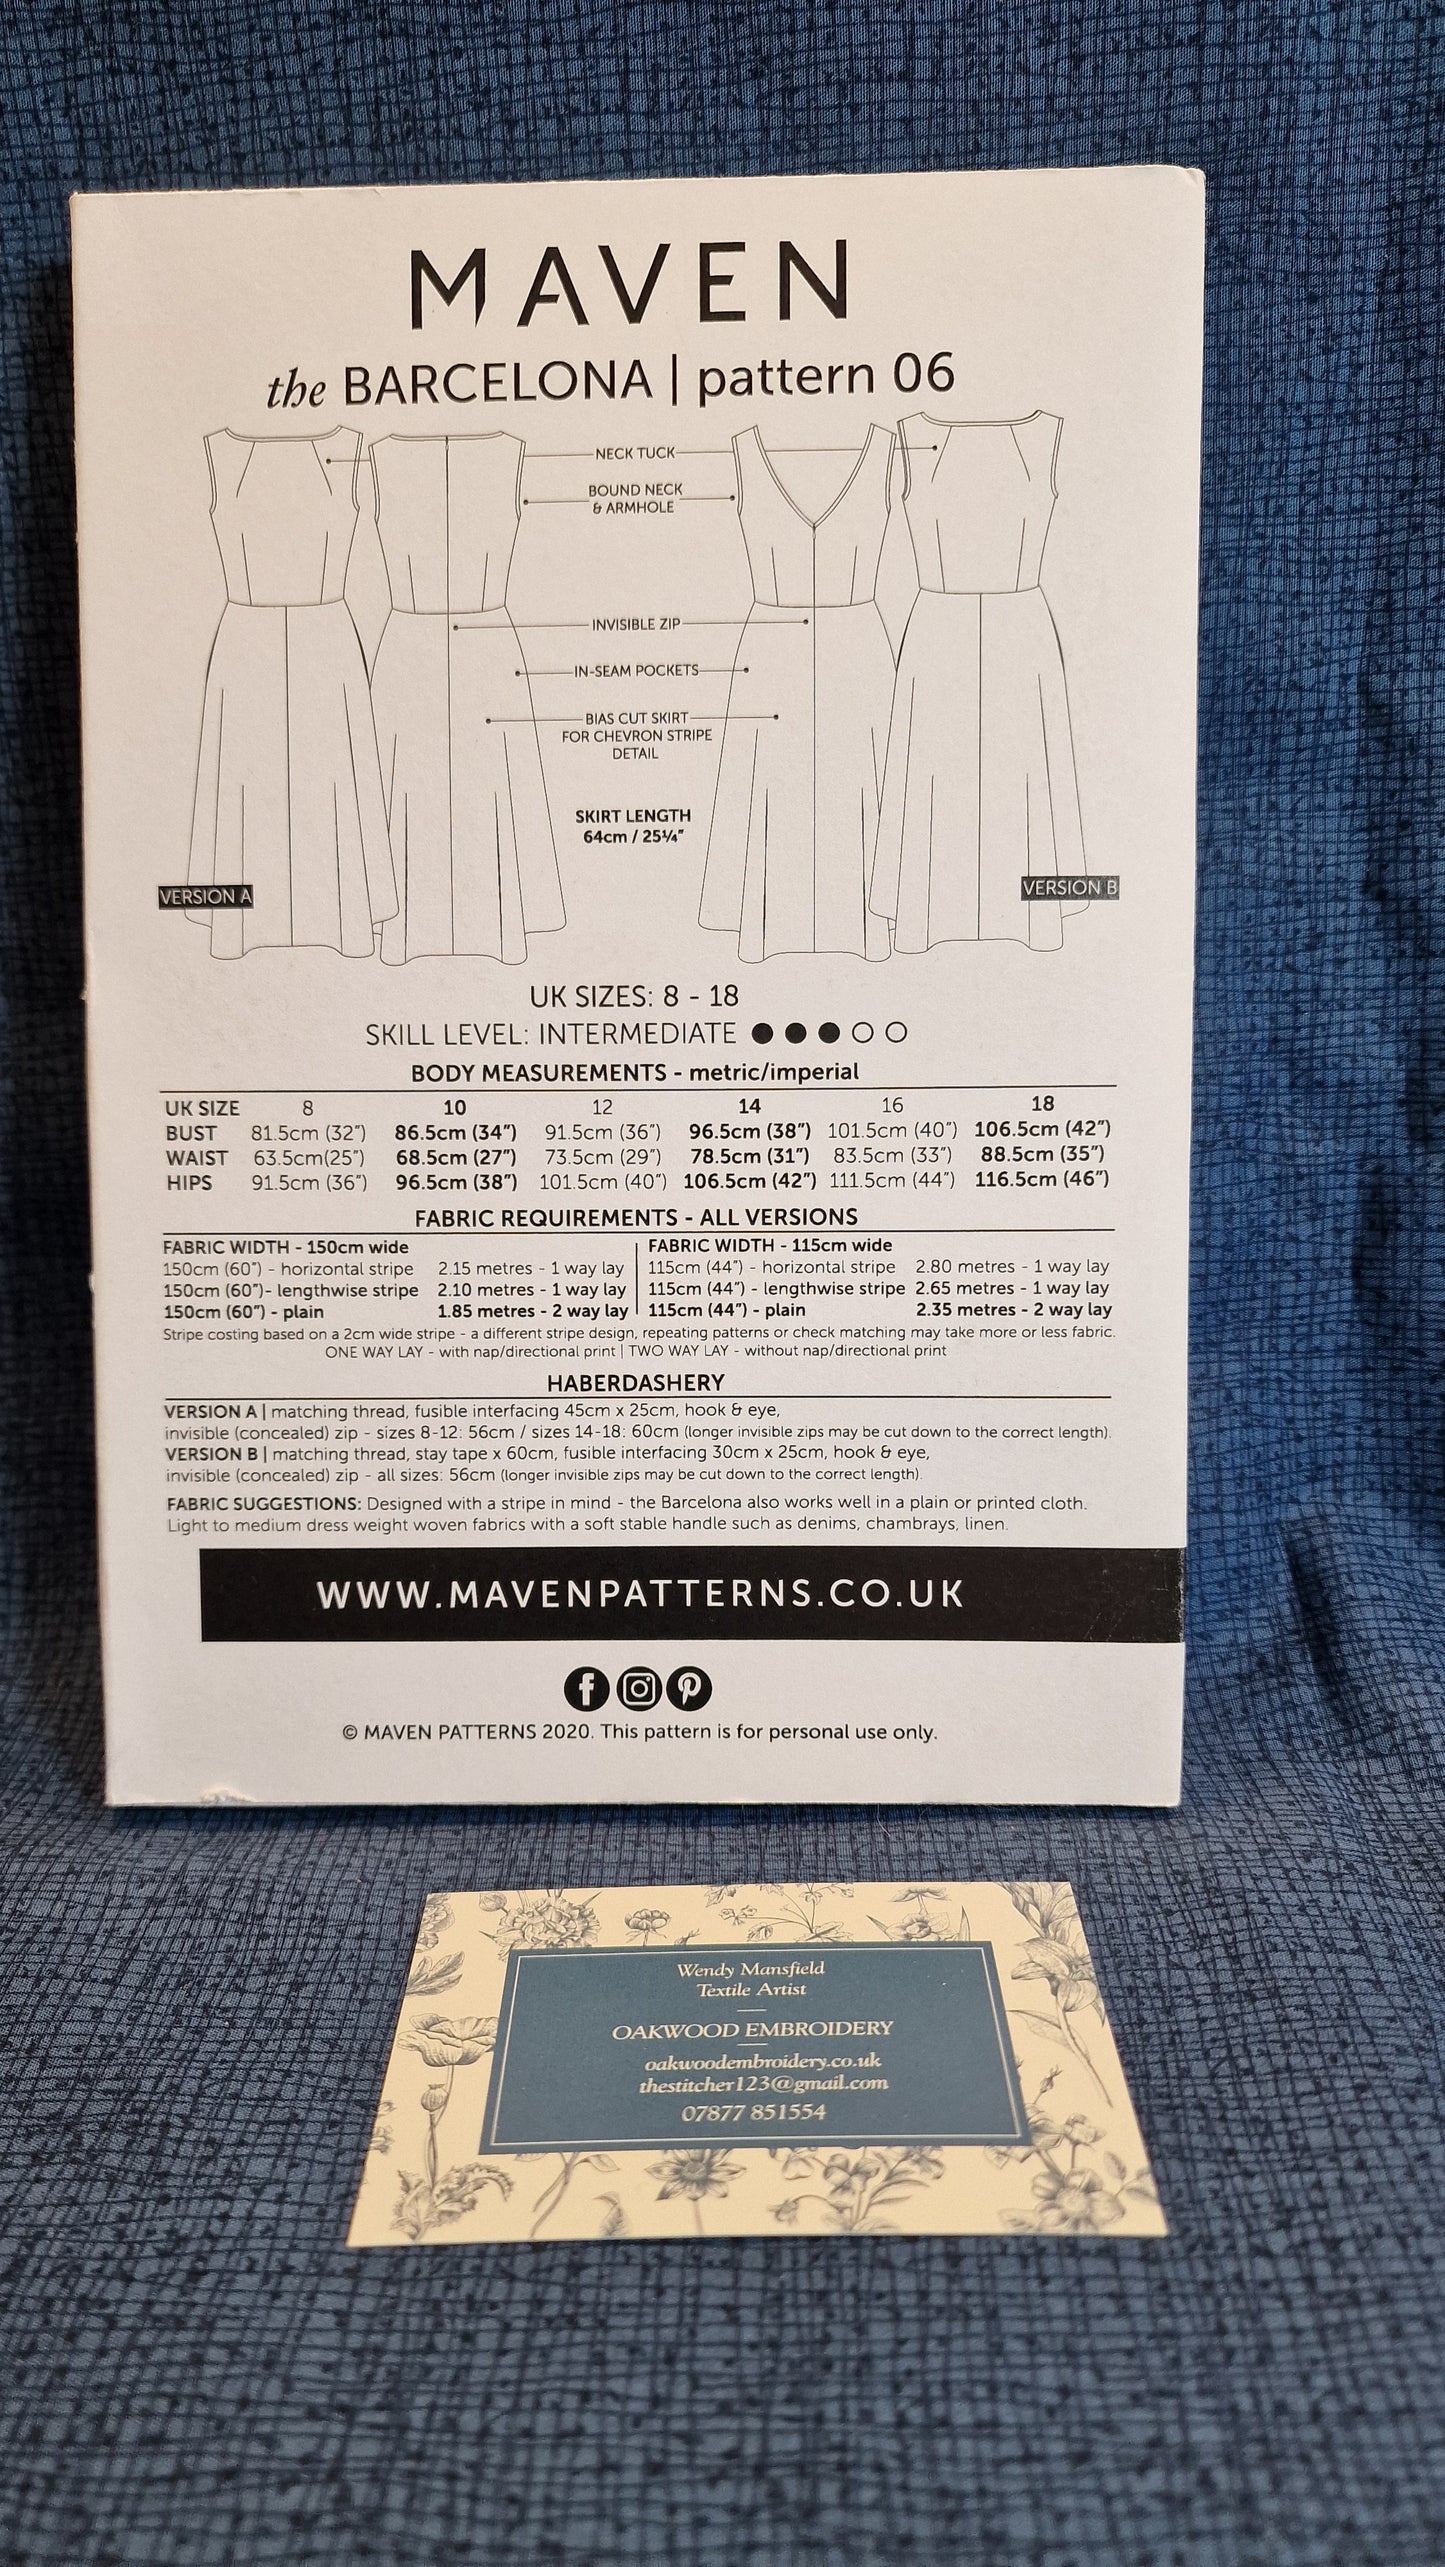 MAVEN
the BARCELONA | pattern 06
NECK TUCK
BOUND NECK
& ARMHOLE
INVISIBLE ZIP
IN-SEAM POCKETS
BIAS CUT SKIRT
FOR CHEVRON STRIPE
DETAIL
SKIRT LENGTH
64cm / 25¼"
VERSION A
VERSION B
UK SIZES: 8 - 18
SKILL LEVEL: INTERMEDIATE ●●●○○
BODY MEASUREMENTS - metric/imperial
UK SIZE 8 10 12 14 16 18
BUST 81.5cm (32") 86.5cm (34") 91.5cm (36") 96.5cm (38") 101.5cm (40") 106.5cm (42")
WAIST 63.5cm(25") 68.5cm (27") 73.5cm (29") 78.5cm (31") 83.5cm (33") 88.5cm (35")
HIPS 91.5cm (36") 96.5cm (38") 101.5cm (40") 106.5cm (42") 111.5cm (44") 116.5cm (46")
FABRIC REQUIREMENTS - ALL VERSIONS
FABRIC WIDTH - 150cm wide
150cm (60") - horizontal stripe 2.15 metres - 1 way lay
150cm (60")- lengthwise stripe 2.10 metres - 1 way lay
150cm (60") - plain 1.85 metres - 2 way lay
FABRIC WIDTH - 115cm wide
115cm (44") - horizontal stripe 2.80 metres - 1 way lay
115cm (44") - lengthwise stripe 2.65 metres - 1 way lay
115cm (44") - plain 2.35 metres - 2 way lay
Stripe costing based on a 2cm wide stripe - a different stripe design, repeating patterns or check matching may take more or less fabric.
ONE WAY LAY - with nap/directional print | TWO WAY LAY - without nap/directional print
HABERDASHERY
VERSION A | matching thread, fusible interfacing 45cm x 25cm, hook & eye,
invisible (concealed) zip - sizes 8-12: 56cm / sizes 14-18: 60cm (longer invisible zips may be cut down to the correct length).
VERSION B | matching thread, stay tape x 60cm, fusible interfacing 30cm x 25cm, hook & eye,
invisible (concealed) zip - all sizes: 56cm (longer invisible zips may be cut down to the correct length).
FABRIC SUGGESTIONS: Designed with a stripe in mind - the Barcelona also works well in a plain or printed cloth.
Light to medium dress weight woven fabrics with a soft stable handle such as denims, chambrays, linen.
WWW.MAVENPATTERNS.CO.UK
© MAVEN PATTERNS 2020. This pattern is for personal use only.
Wendy Mansfield
Textile Artist
OAKWOOD EMBROIDERY
oakwoodembroidery.co.uk
thestitcher123@gmail.com
07877 851554